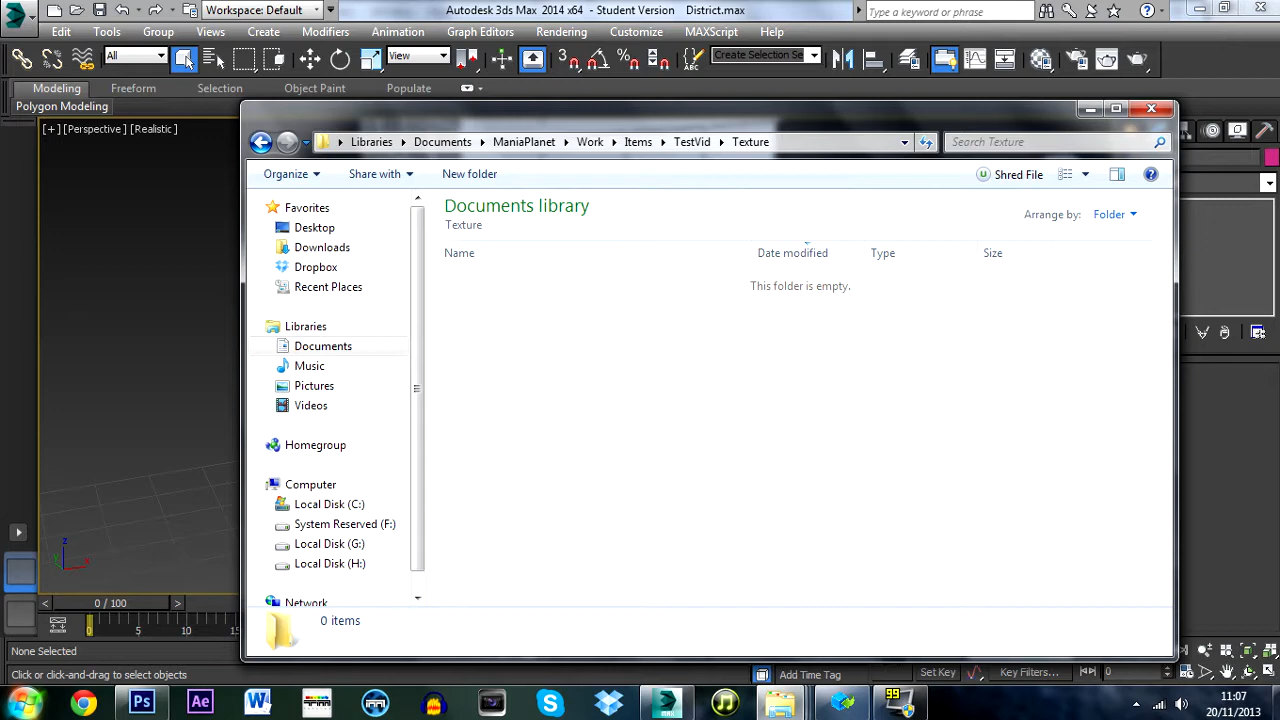 Workspace: Default
Autodesk 3ds Max 2014 x64 - Student Version District.max
Type a keyword or phrase
Edit Tools Group Views Create Modifiers Animation Graph Editors Rendering Customize MAXScript Help
All
View
Create Selection Se
Modeling Freeform Selection Object Paint Populate
Polygon Modeling
[+] [Perspective] [Realistic]
Libraries Documents ManiaPlanet Work Items TestVid Texture
Search Texture
Organize Share with New folder
Shred File
Documents library
Texture
Arrange by: Folder
Name Date modified Type Size
This folder is empty.
Favorites
Desktop
Downloads
Dropbox
Recent Places
Libraries
Documents
Music
Pictures
Videos
Homegroup
Computer
Local Disk (C:)
System Reserved (F:)
Local Disk (G:)
Local Disk (H:)
Network
0 items
z
y
x
0 / 100
0 5 10 15
None Selected
Click or click-and-drag to select objects
Add Time Tag
Set Key
Key Filters...
0
Ps
Ae
W
MAX
99
11:07
20/11/2013